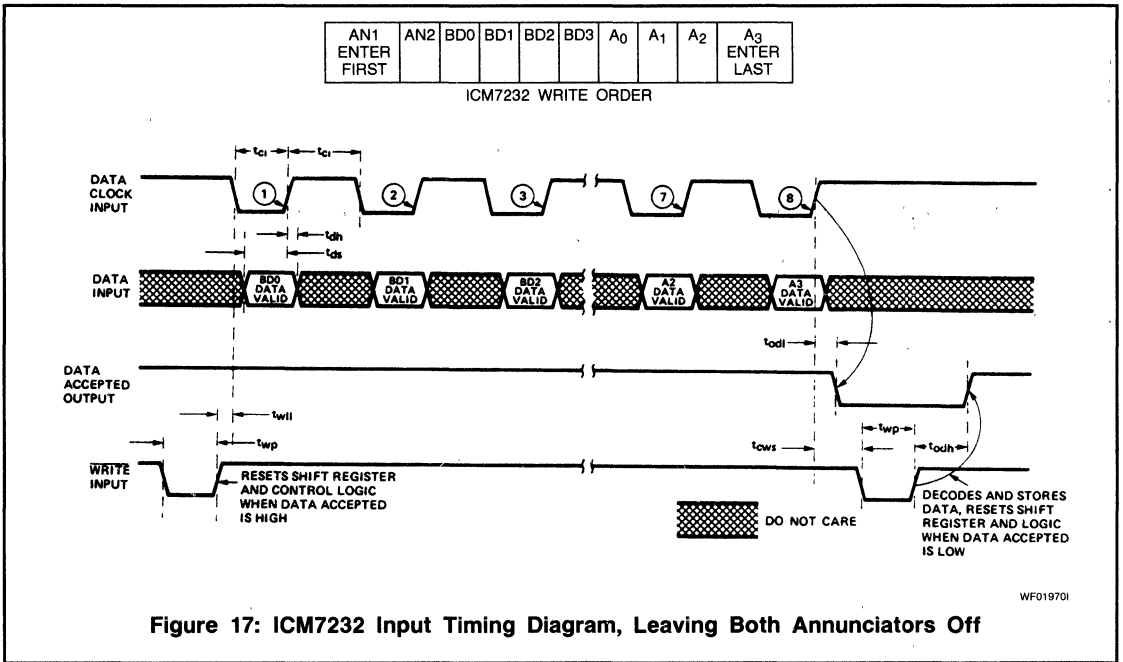 AN1 ENTER FIRST AN2 BD0 BD1 BD2 BD3 A0 A1 A2 A3 ENTER LAST
ICM7232 WRITE ORDER
tcl tcl
DATA CLOCK INPUT
1 2 3 7 8
tdh
tds
DATA INPUT
BD0 DATA VALID
BD1 DATA VALID
BD2 DATA VALID
A2 DATA VALID
A3 DATA VALID
todl
DATA ACCEPTED OUTPUT
twll
twp
tcws
twp
todh
WRITE INPUT
RESETS SHIFT REGISTER
AND CONTROL LOGIC
WHEN DATA ACCEPTED
IS HIGH
DO NOT CARE
DECODES AND STORES
DATA, RESETS SHIFT
REGISTER AND LOGIC
WHEN DATA ACCEPTED
IS LOW
WF01970I
Figure 17: ICM7232 Input Timing Diagram, Leaving Both Annunciators Off